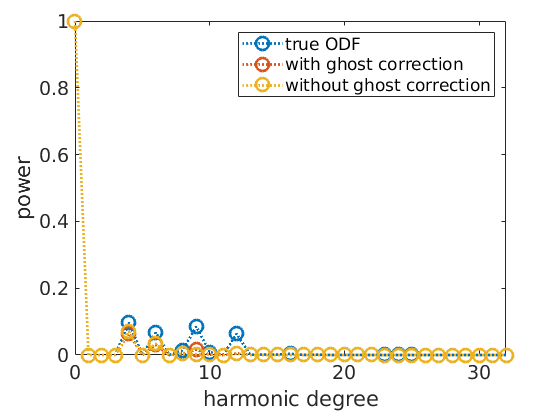 1
true ODF
with ghost correction
without ghost correction
0.8
0.6
0.4
0.2
0
0 10 20 30
power
harmonic degree